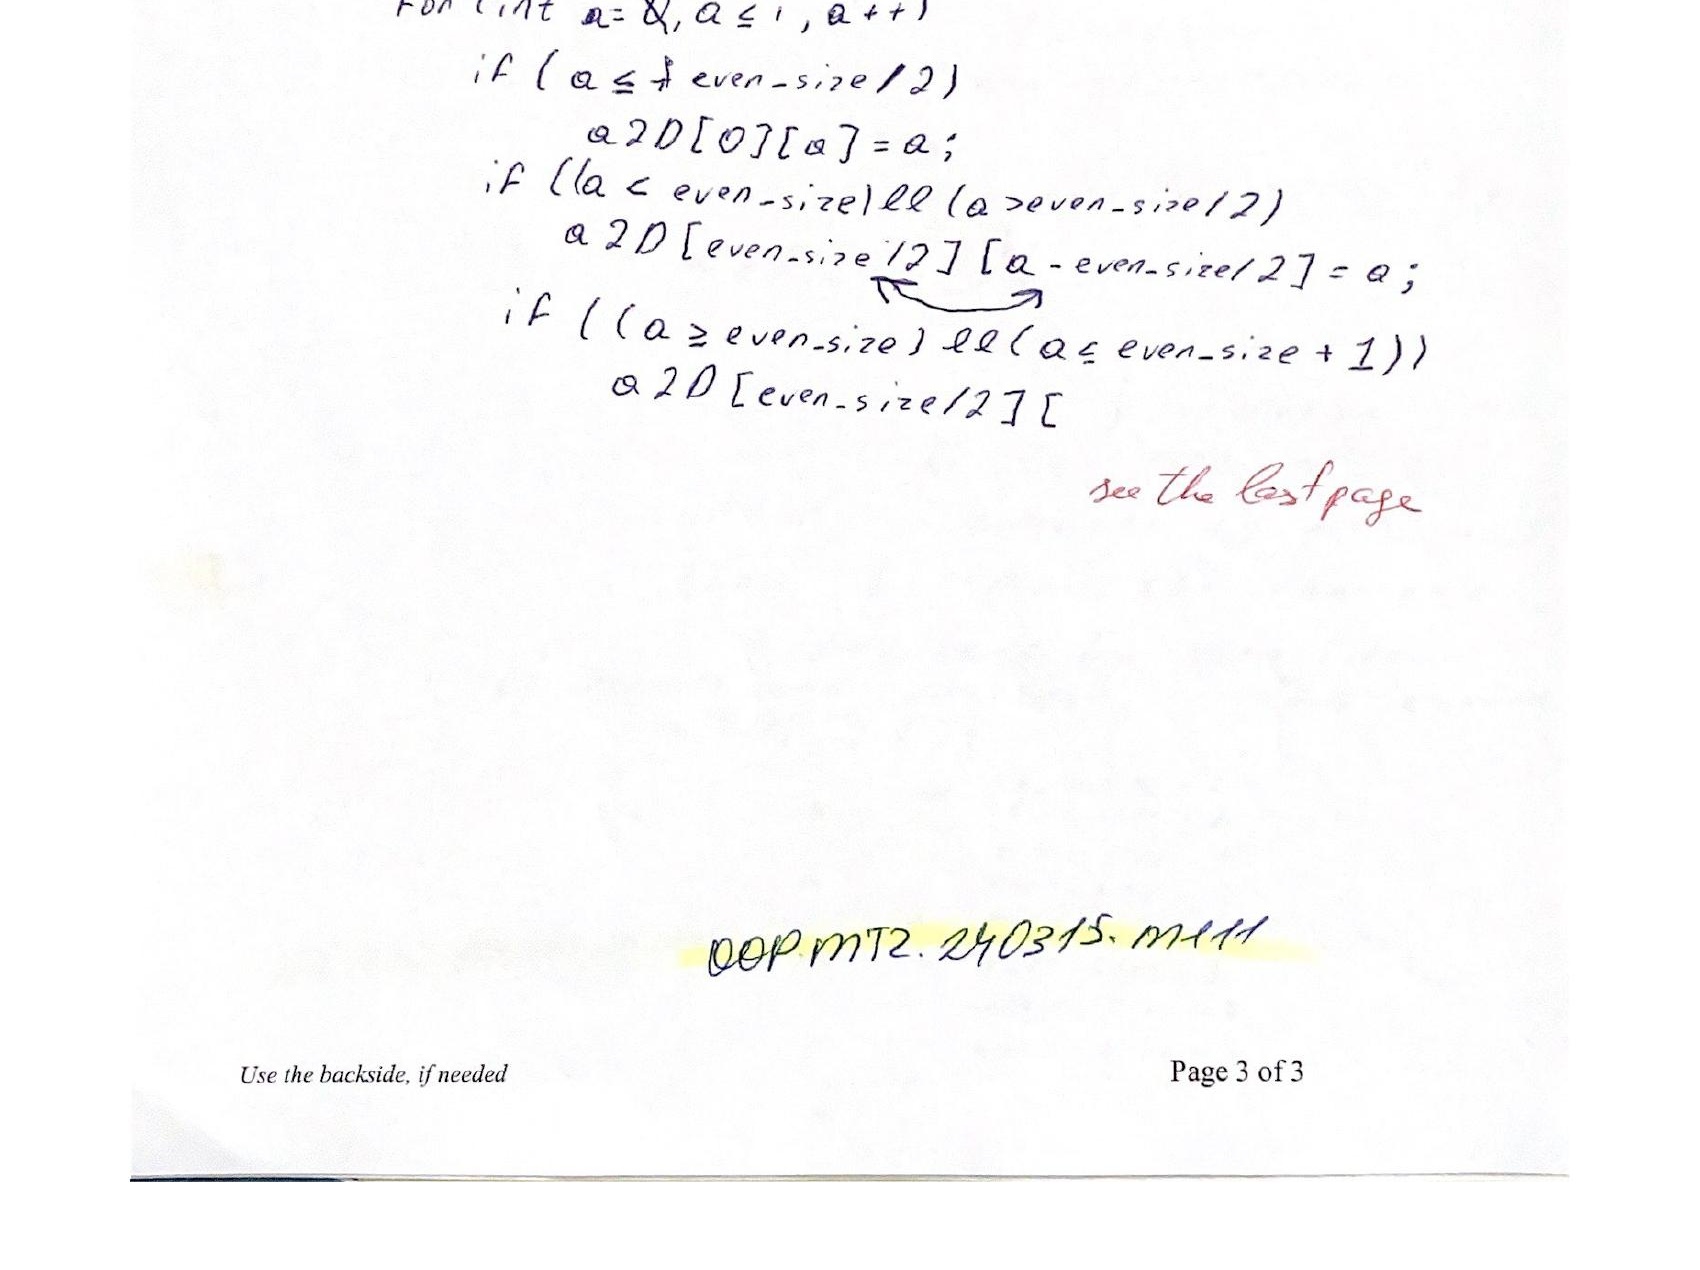 For (int a=0, a ≤ i, a++)
if ( a ≤ even_size/2)
a2D[0][a] = a;
if ((a < even_size) && (a > even_size/2)
a2D[even_size/2][a - even_size/2] = a;
if ((a ≥ even_size) && (a ≤ even_size + 1))
a2D[even_size/2][
see the last page
OOP.MT2.240315.M111
Use the backside, if needed
Page 3 of 3